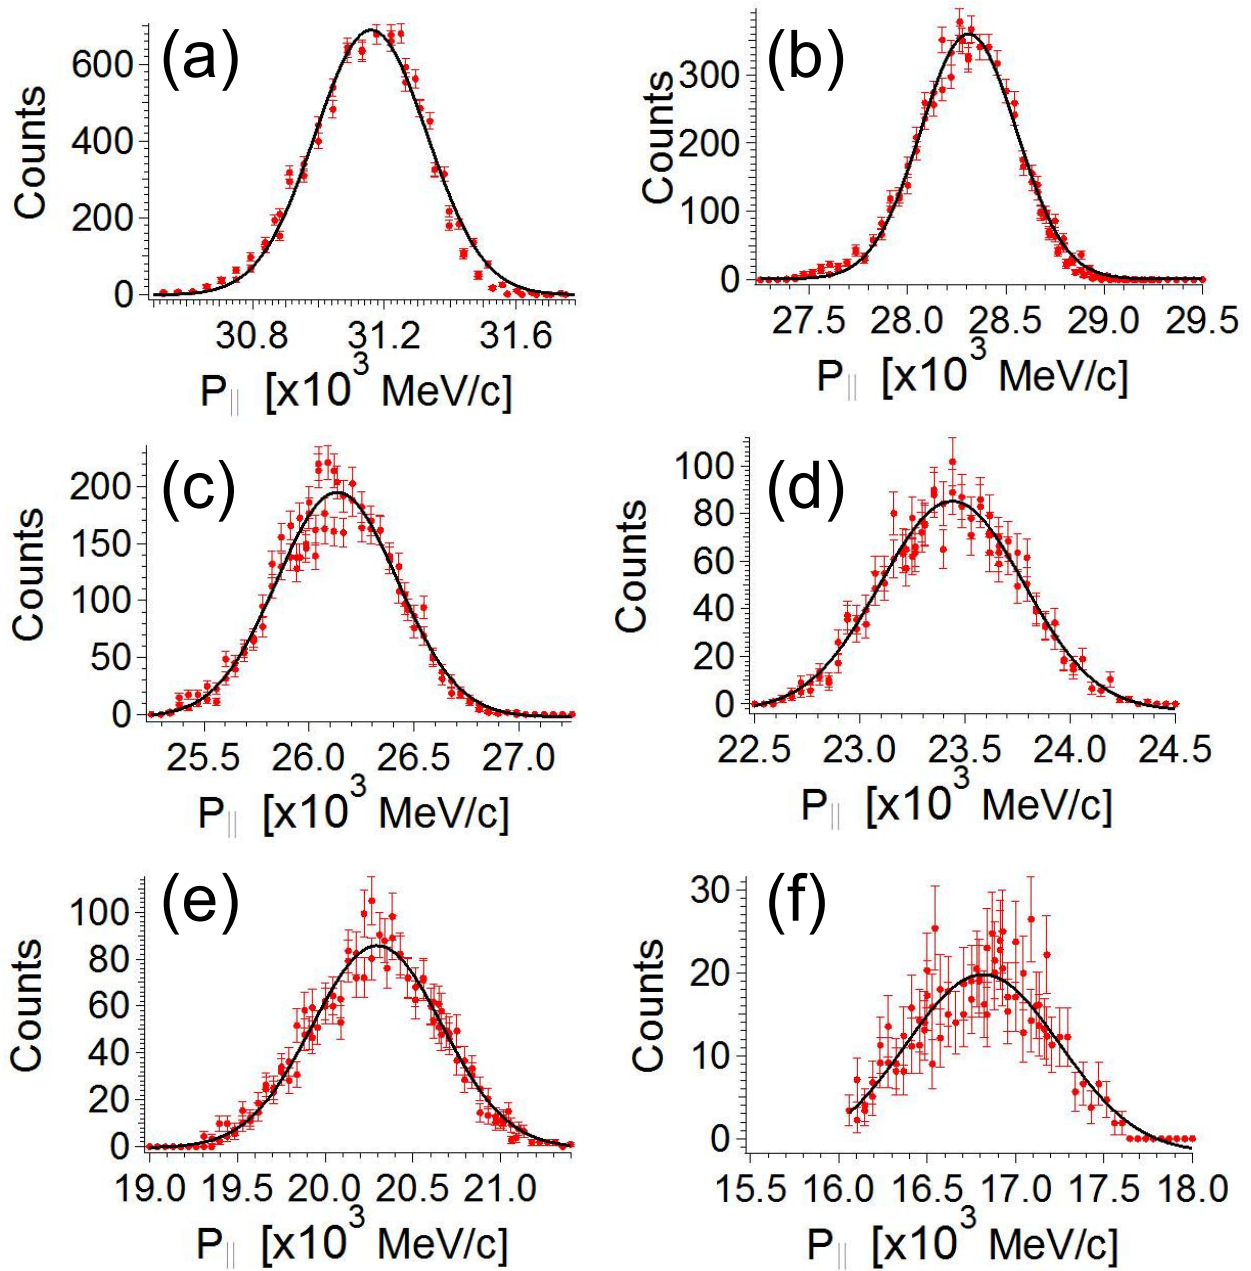 (a)
600
400
200
0
Counts
30.8 31.2 31.6
P|| [x10³ MeV/c]
(b)
300
200
100
0
Counts
27.5 28.0 28.5 29.0 29.5
P|| [x10³ MeV/c]
(c)
200
150
100
50
0
Counts
25.5 26.0 26.5 27.0
P|| [x10³ MeV/c]
(d)
100
80
60
40
20
0
Counts
22.5 23.0 23.5 24.0 24.5
P|| [x10³ MeV/c]
(e)
100
80
60
40
20
0
Counts
19.0 19.5 20.0 20.5 21.0
P|| [x10³ MeV/c]
(f)
30
20
10
0
Counts
15.5 16.0 16.5 17.0 17.5 18.0
P|| [x10³ MeV/c]